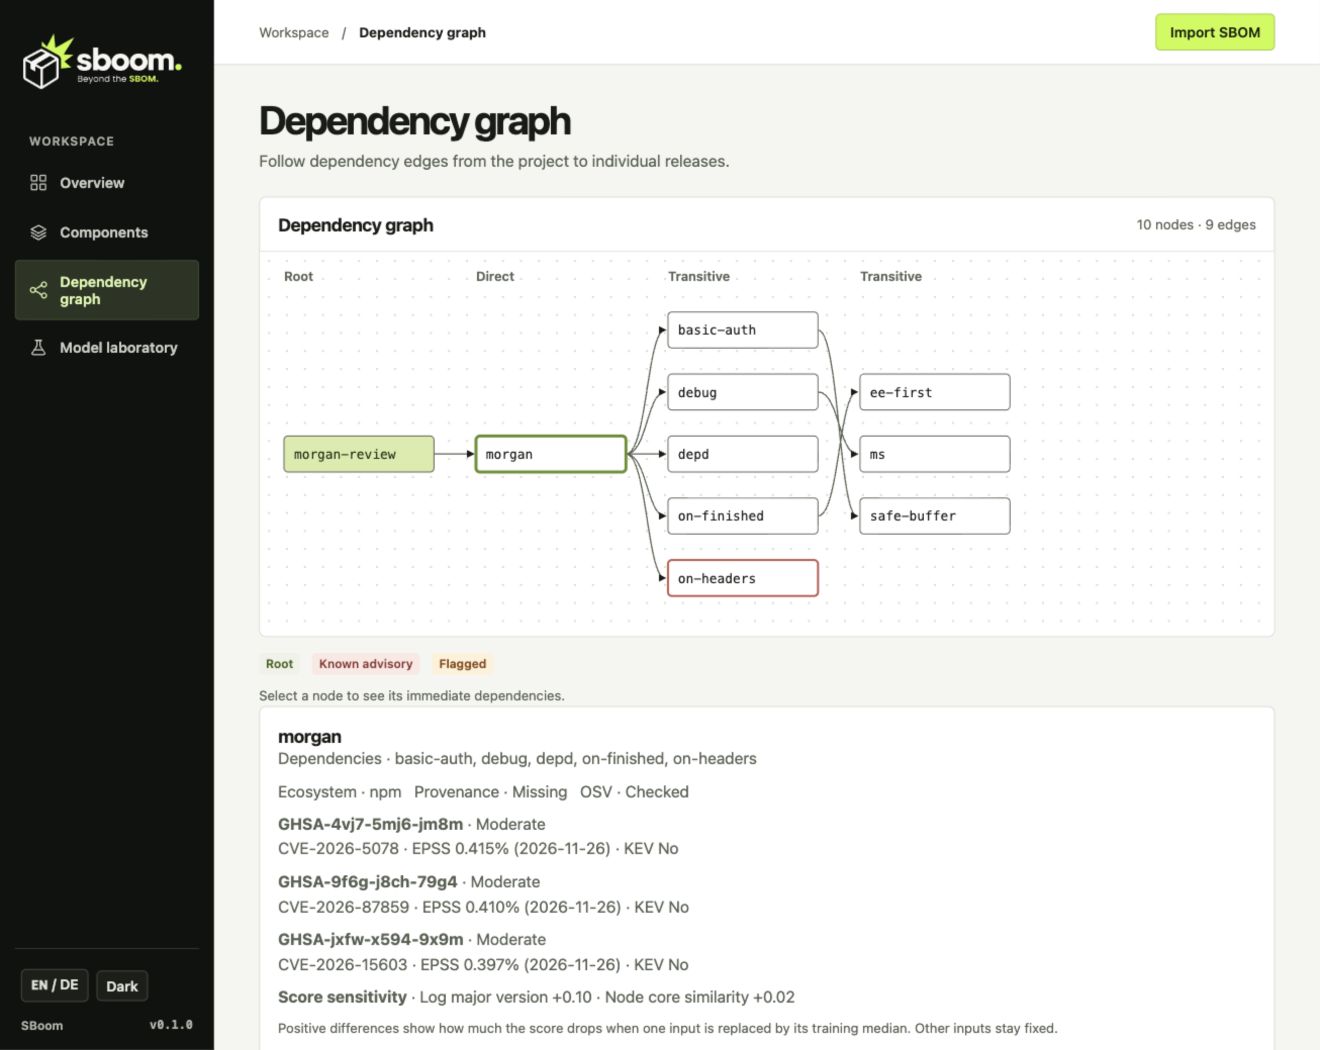 sboom.
Beyond the SBOM.
WORKSPACE
Overview
Components
Dependency
graph
Model laboratory
EN / DE
Dark
SBoom
v0.1.0
Workspace / Dependency graph
Import SBOM
Dependency graph
Follow dependency edges from the project to individual releases.
Dependency graph
10 nodes · 9 edges
Root
Direct
Transitive
Transitive
morgan-review
morgan
basic-auth
debug
depd
on-finished
on-headers
ee-first
ms
safe-buffer
Root
Known advisory
Flagged
Select a node to see its immediate dependencies.
morgan
Dependencies · basic-auth, debug, depd, on-finished, on-headers
Ecosystem · npm Provenance · Missing OSV · Checked
GHSA-4vj7-5mj6-jm8m · Moderate
CVE-2026-5078 · EPSS 0.415% (2026-11-26) · KEV No
GHSA-9f6g-j8ch-79g4 · Moderate
CVE-2026-87859 · EPSS 0.410% (2026-11-26) · KEV No
GHSA-jxfw-x594-9x9m · Moderate
CVE-2026-15603 · EPSS 0.397% (2026-11-26) · KEV No
Score sensitivity · Log major version +0.10 · Node core similarity +0.02
Positive differences show how much the score drops when one input is replaced by its training median. Other inputs stay fixed.